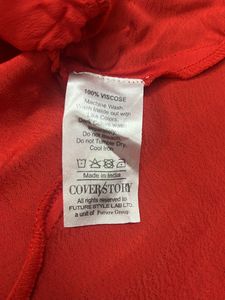 100% VISCOSE
Machine Wash.
Wash Inside out with
Like Colors.
Do not bleach.
Do not Tumble Dry.
Cool Iron
Made in India
COVER STORY
All rights reserved to
FUTURE STYLE LAB LTD.
a unit of Future Group